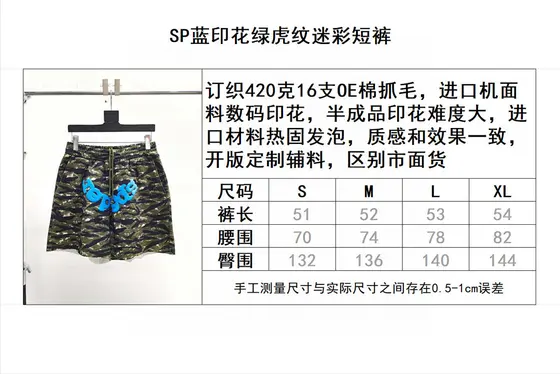 SP蓝印花绿虎纹迷彩短裤
订织420克16支OE棉抓毛，进口机面
料数码印花，半成品印花难度大，进
口材料热固发泡，质感和效果一致，
开版定制辅料，区别市面货
尺码 S M L XL
裤长 51 52 53 54
腰围 70 74 78 82
臀围 132 136 140 144
手工测量尺寸与实际尺寸之间存在0.5-1cm误差